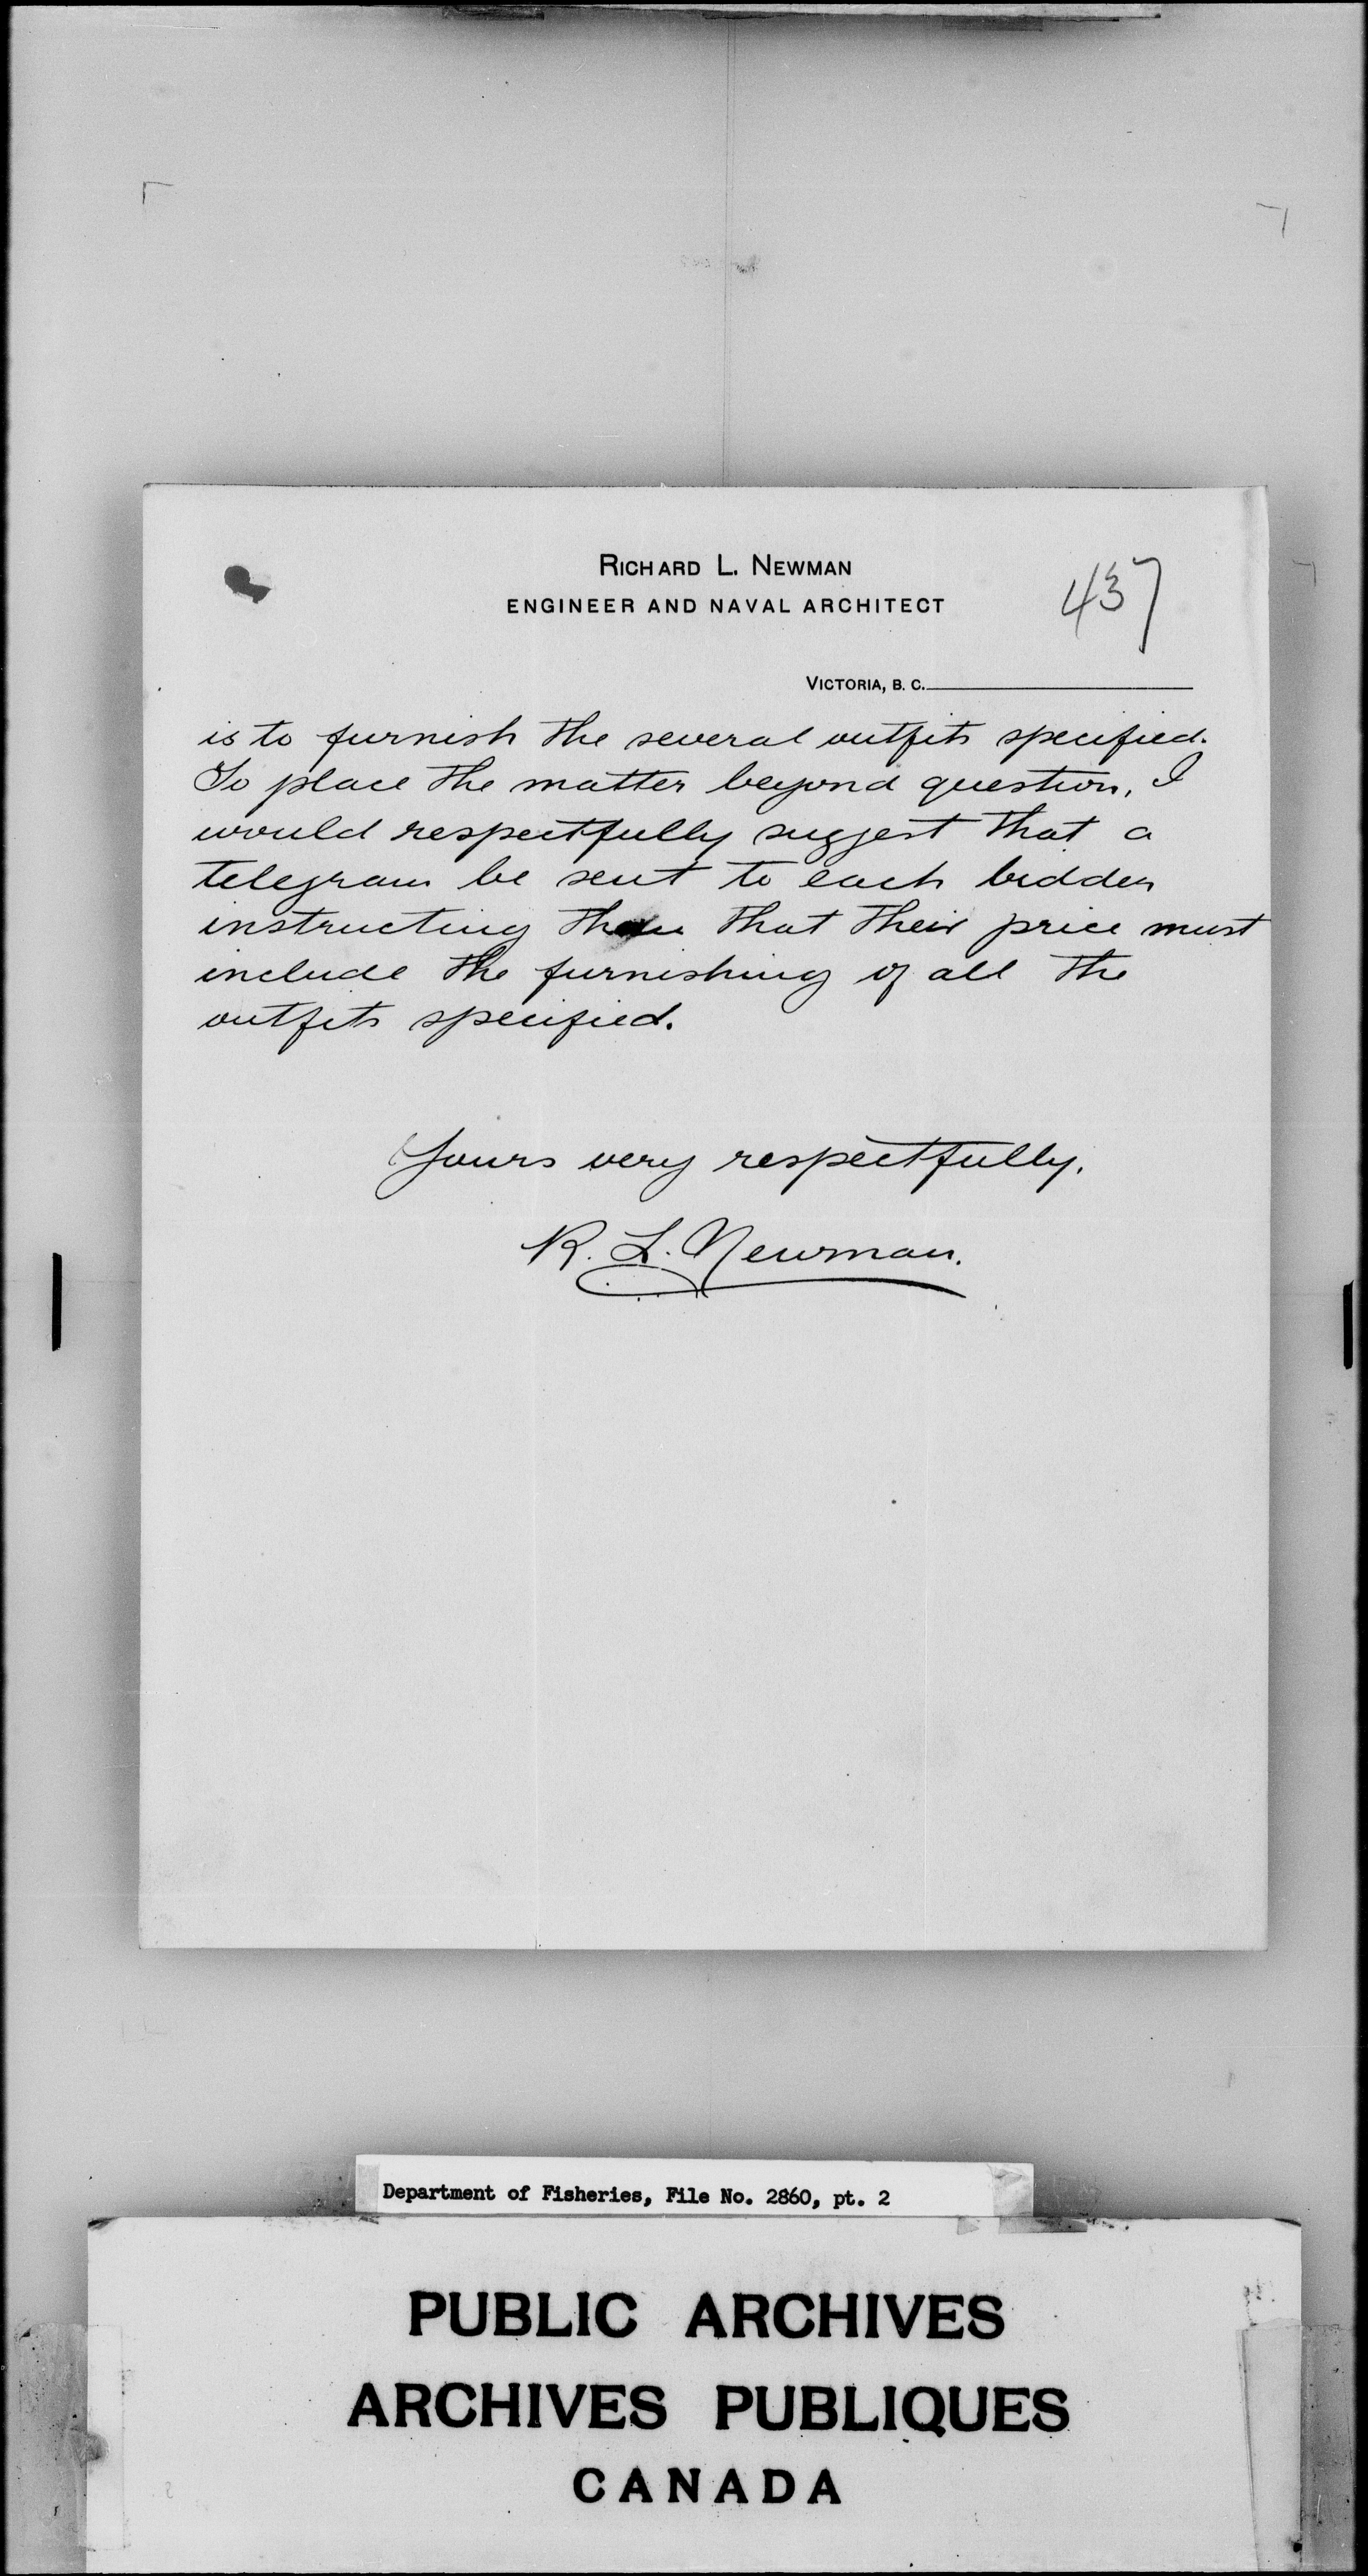 RICHARD L. NEWMAN
ENGINEER AND NAVAL ARCHITECT
437
VICTORIA, B. C.
is to furnish the several outfits specified.
To place the matter beyond question, I
would respectfully suggest that a
telegram be sent to each bidder
instructing them that their price must
include the furnishing of all the
outfits specified.
Yours very respectfully,
R. L. Newman.
Department of Fisheries, File No. 2860, pt. 2
PUBLIC ARCHIVES
ARCHIVES PUBLIQUES
CANADA